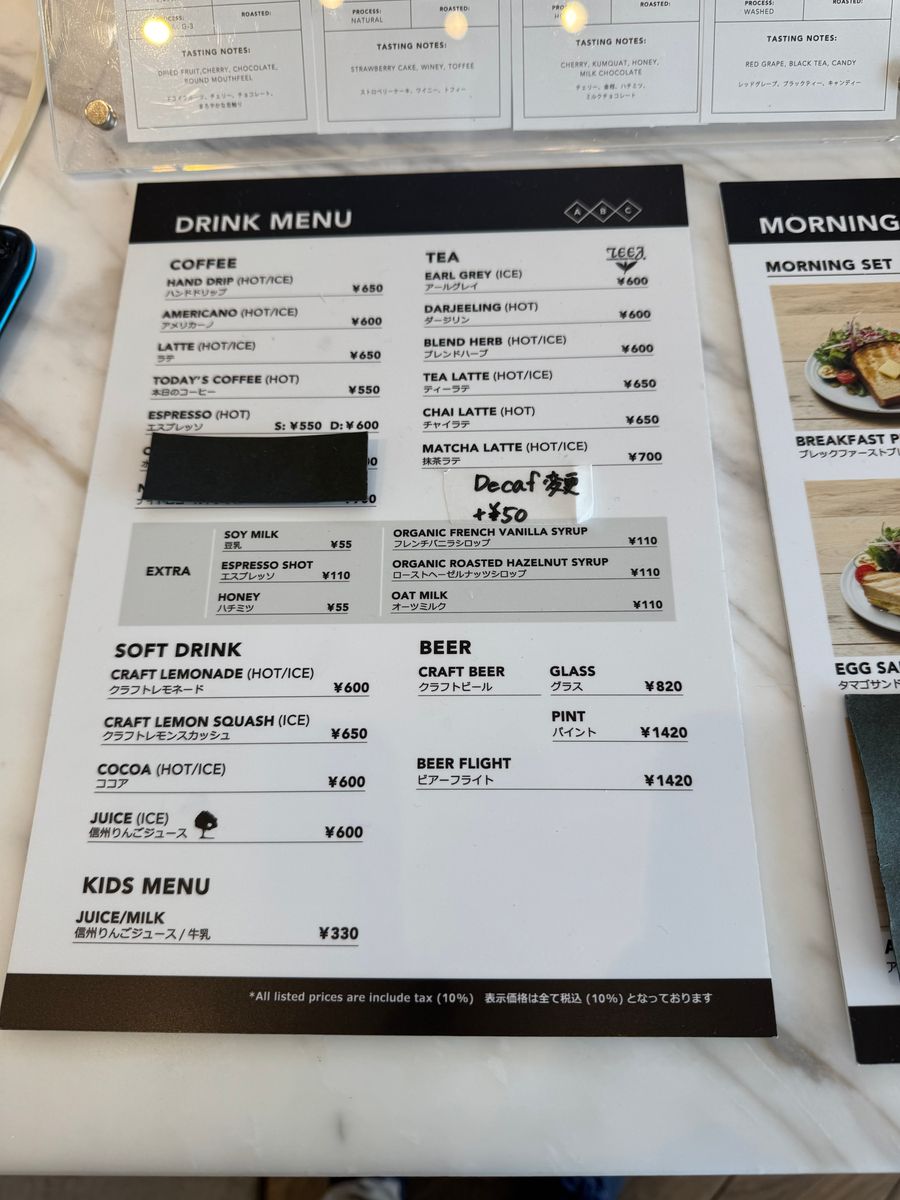 PROCESS:
ROASTED:
G-3
TASTING NOTES:
DRIED FRUIT, CHERRY, CHOCOLATE,
ROUND MOUTHFEEL
ドライフルーツ、チェリー、チョコレート、
まろやかな舌触り
PROCESS:
ROASTED:
NATURAL
TASTING NOTES:
STRAWBERRY CAKE, WINEY, TOFFEE
ストロベリーケーキ、ワイニー、トフィー
PROCESS:
ROASTED:
TASTING NOTES:
CHERRY, KUMQUAT, HONEY,
MILK CHOCOLATE
チェリー、金柑、ハチミツ、
ミルクチョコレート
PROCESS:
ROASTED:
WASHED
TASTING NOTES:
RED GRAPE, BLACK TEA, CANDY
レッドグレープ、ブラックティー、キャンディー
DRINK MENU
A B C
COFFEE
HAND DRIP (HOT/ICE)
ハンドドリップ ¥650
AMERICANO (HOT/ICE)
アメリカーノ ¥600
LATTE (HOT/ICE)
ラテ ¥650
TODAY'S COFFEE (HOT)
本日のコーヒー ¥550
ESPRESSO (HOT)
エスプレッソ S: ¥550 D: ¥600
TEA
EARL GREY (ICE)
アールグレイ ¥600
DARJEELING (HOT)
ダージリン ¥600
BLEND HERB (HOT/ICE)
ブレンドハーブ ¥600
TEA LATTE (HOT/ICE)
ティーラテ ¥650
CHAI LATTE (HOT)
チャイラテ ¥650
MATCHA LATTE (HOT/ICE)
抹茶ラテ ¥700
Decaf 変更
+¥50
EXTRA
SOY MILK
豆乳 ¥55
ESPRESSO SHOT
エスプレッソ ¥110
HONEY
ハチミツ ¥55
ORGANIC FRENCH VANILLA SYRUP
フレンチバニラシロップ ¥110
ORGANIC ROASTED HAZELNUT SYRUP
ローストヘーゼルナッツシロップ ¥110
OAT MILK
オーツミルク ¥110
SOFT DRINK
CRAFT LEMONADE (HOT/ICE)
クラフトレモネード ¥600
CRAFT LEMON SQUASH (ICE)
クラフトレモンスカッシュ ¥650
COCOA (HOT/ICE)
ココア ¥600
JUICE (ICE)
信州りんごジュース ¥600
BEER
CRAFT BEER GLASS
クラフトビール グラス ¥820
PINT
パイント ¥1420
BEER FLIGHT
ビアーフライト ¥1420
KIDS MENU
JUICE/MILK
信州りんごジュース / 牛乳 ¥330
*All listed prices are include tax (10%) 表示価格は全て税込 (10%) となっております
MORNING
MORNING SET
BREAKFAST P
ブレックファーストプレ
EGG SA
タマゴサンド